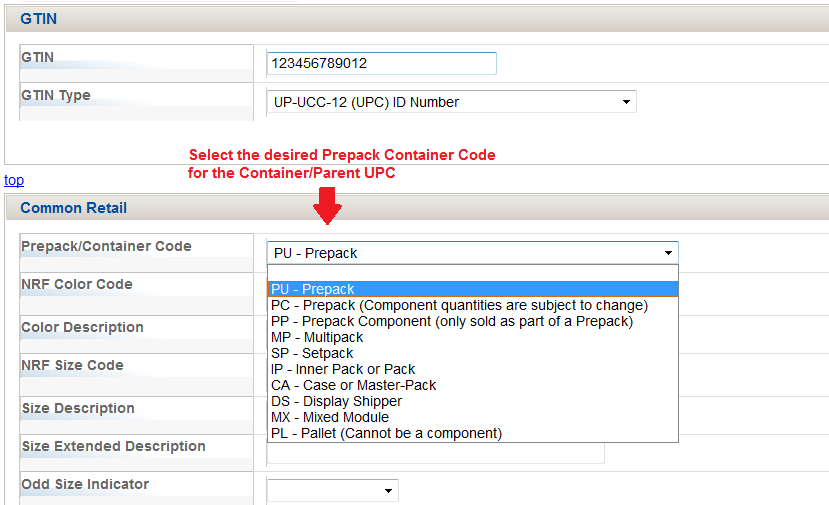 GTIN
GTIN
123456789012
GTIN Type
UP-UCC-12 (UPC) ID Number
Select the desired Prepack Container Code
for the Container/Parent UPC
top
Common Retail
Prepack/Container Code
PU - Prepack
NRF Color Code
PU - Prepack
PC - Prepack (Component quantities are subject to change)
Color Description
PP - Prepack Component (only sold as part of a Prepack)
MP - Multipack
SP - Setpack
NRF Size Code
IP - Inner Pack or Pack
CA - Case or Master-Pack
DS - Display Shipper
Size Description
MX - Mixed Module
PL - Pallet (Cannot be a component)
Size Extended Description
Odd Size Indicator